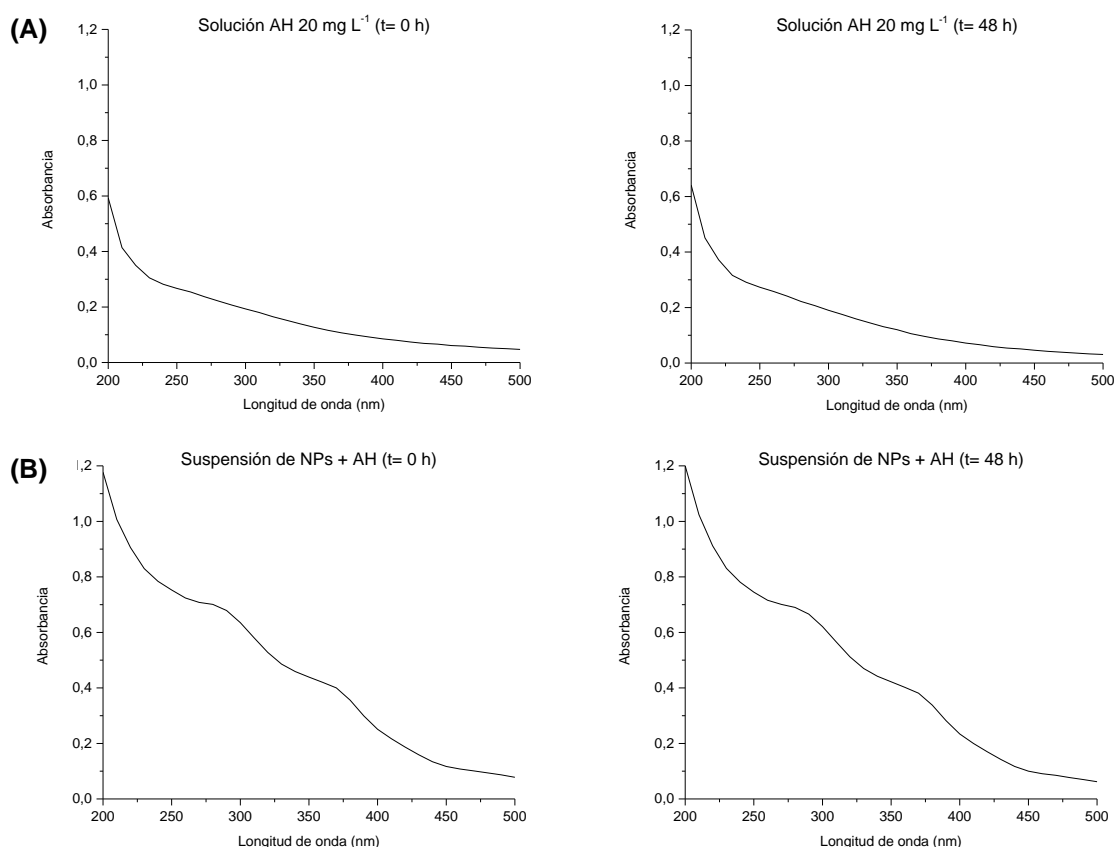 (A)
Solución AH 20 mg L-1 (t= 0 h)
1,2
1,0
0,8
0,6
0,4
0,2
0,0
Absorbancia
200 250 300 350 400 450 500
Longitud de onda (nm)
Solución AH 20 mg L-1 (t= 48 h)
1,2
1,0
0,8
0,6
0,4
0,2
0,0
Absorbancia
200 250 300 350 400 450 500
Longitud de onda (nm)
(B)
Suspensión de NPs + AH (t= 0 h)
1,2
1,0
0,8
0,6
0,4
0,2
0,0
Absorbancia
200 250 300 350 400 450 500
Longitud de onda (nm)
Suspensión de NPs + AH (t= 48 h)
1,2
1,0
0,8
0,6
0,4
0,2
0,0
Absorbancia
200 250 300 350 400 450 500
Longitud de onda (nm)